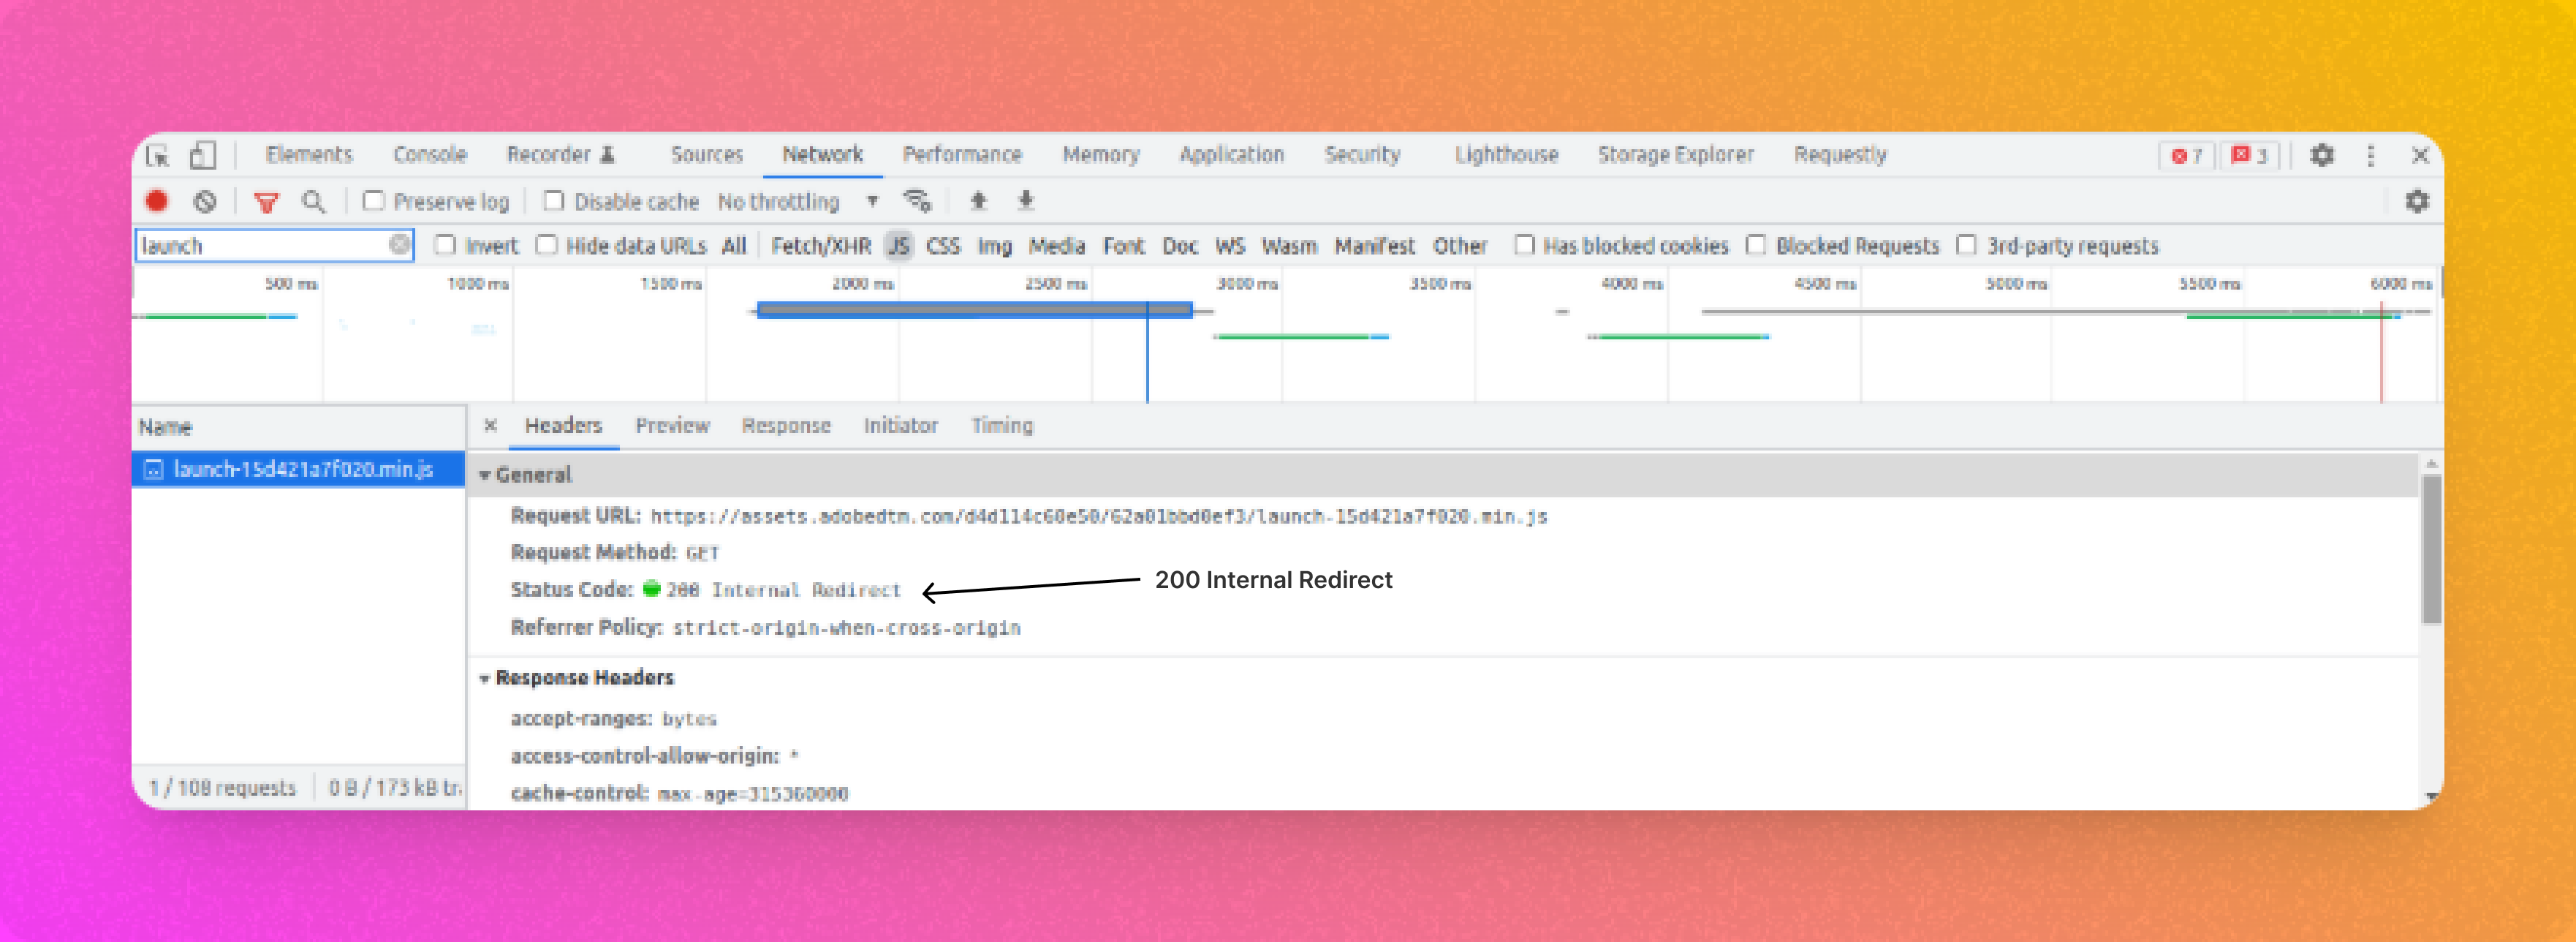 Elements Console Recorder Sources Network Performance Memory Application Security Lighthouse Storage Explorer Requestly 7 3
Preserve log Disable cache No throttling
launch Invert Hide data URLs All Fetch/XHR JS CSS Img Media Font Doc WS Wasm Manifest Other Has blocked cookies Blocked Requests 3rd-party requests
500 ms 1000 ms 1500 ms 2000 ms 2500 ms 3000 ms 3500 ms 4000 ms 4500 ms 5000 ms 5500 ms 6000 ms
Name
Headers Preview Response Initiator Timing
launch-15d421a7f020.min.js
General
Request URL: https://assets.adobedtm.com/d4d114c60e50/62a01bbd0ef3/launch-15d421a7f020.min.js
Request Method: GET
Status Code: 200 Internal Redirect
200 Internal Redirect
Referrer Policy: strict-origin-when-cross-origin
Response Headers
accept-ranges: bytes
access-control-allow-origin: *
cache-control: max-age=315360000
1 / 108 requests 0 B / 173 kB tr